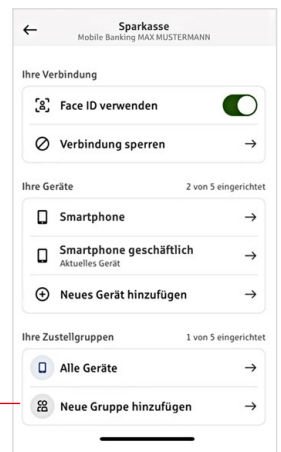 Sparkasse
Mobile Banking MAX MUSTERMANN
Ihre Verbindung
Face ID verwenden
Verbindung sperren
Ihre Geräte 2 von 5 eingerichtet
Smartphone
Smartphone geschäftlich
Aktuelles Gerät
Neues Gerät hinzufügen
Ihre Zustellgruppen 1 von 5 eingerichtet
Alle Geräte
Neue Gruppe hinzufügen